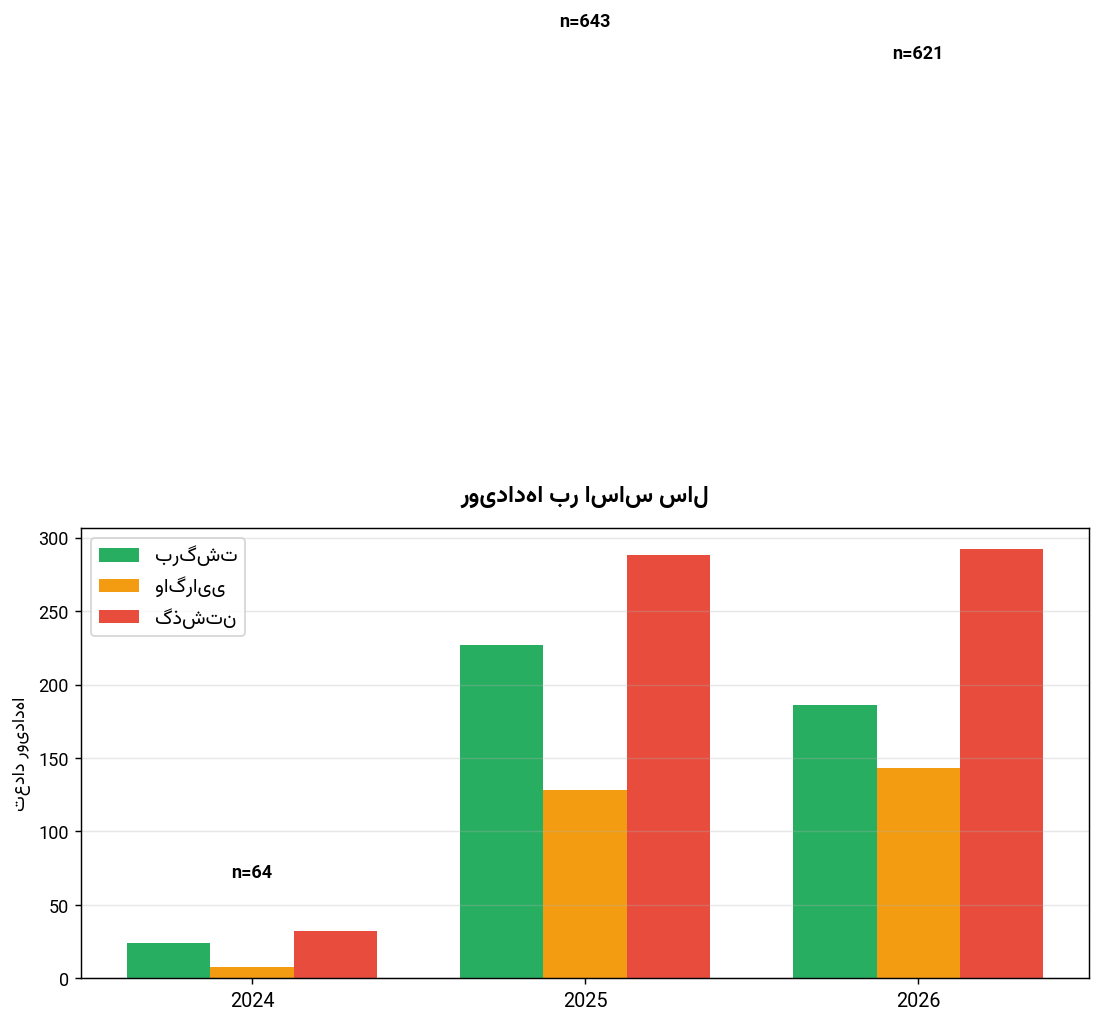 n=643
n=621
رویدادها بر اساس سال
برگشت
واگرایی
گذشتن
تعداد رویدادها
300
250
200
150
100
50
0
n=64
2024
2025
2026